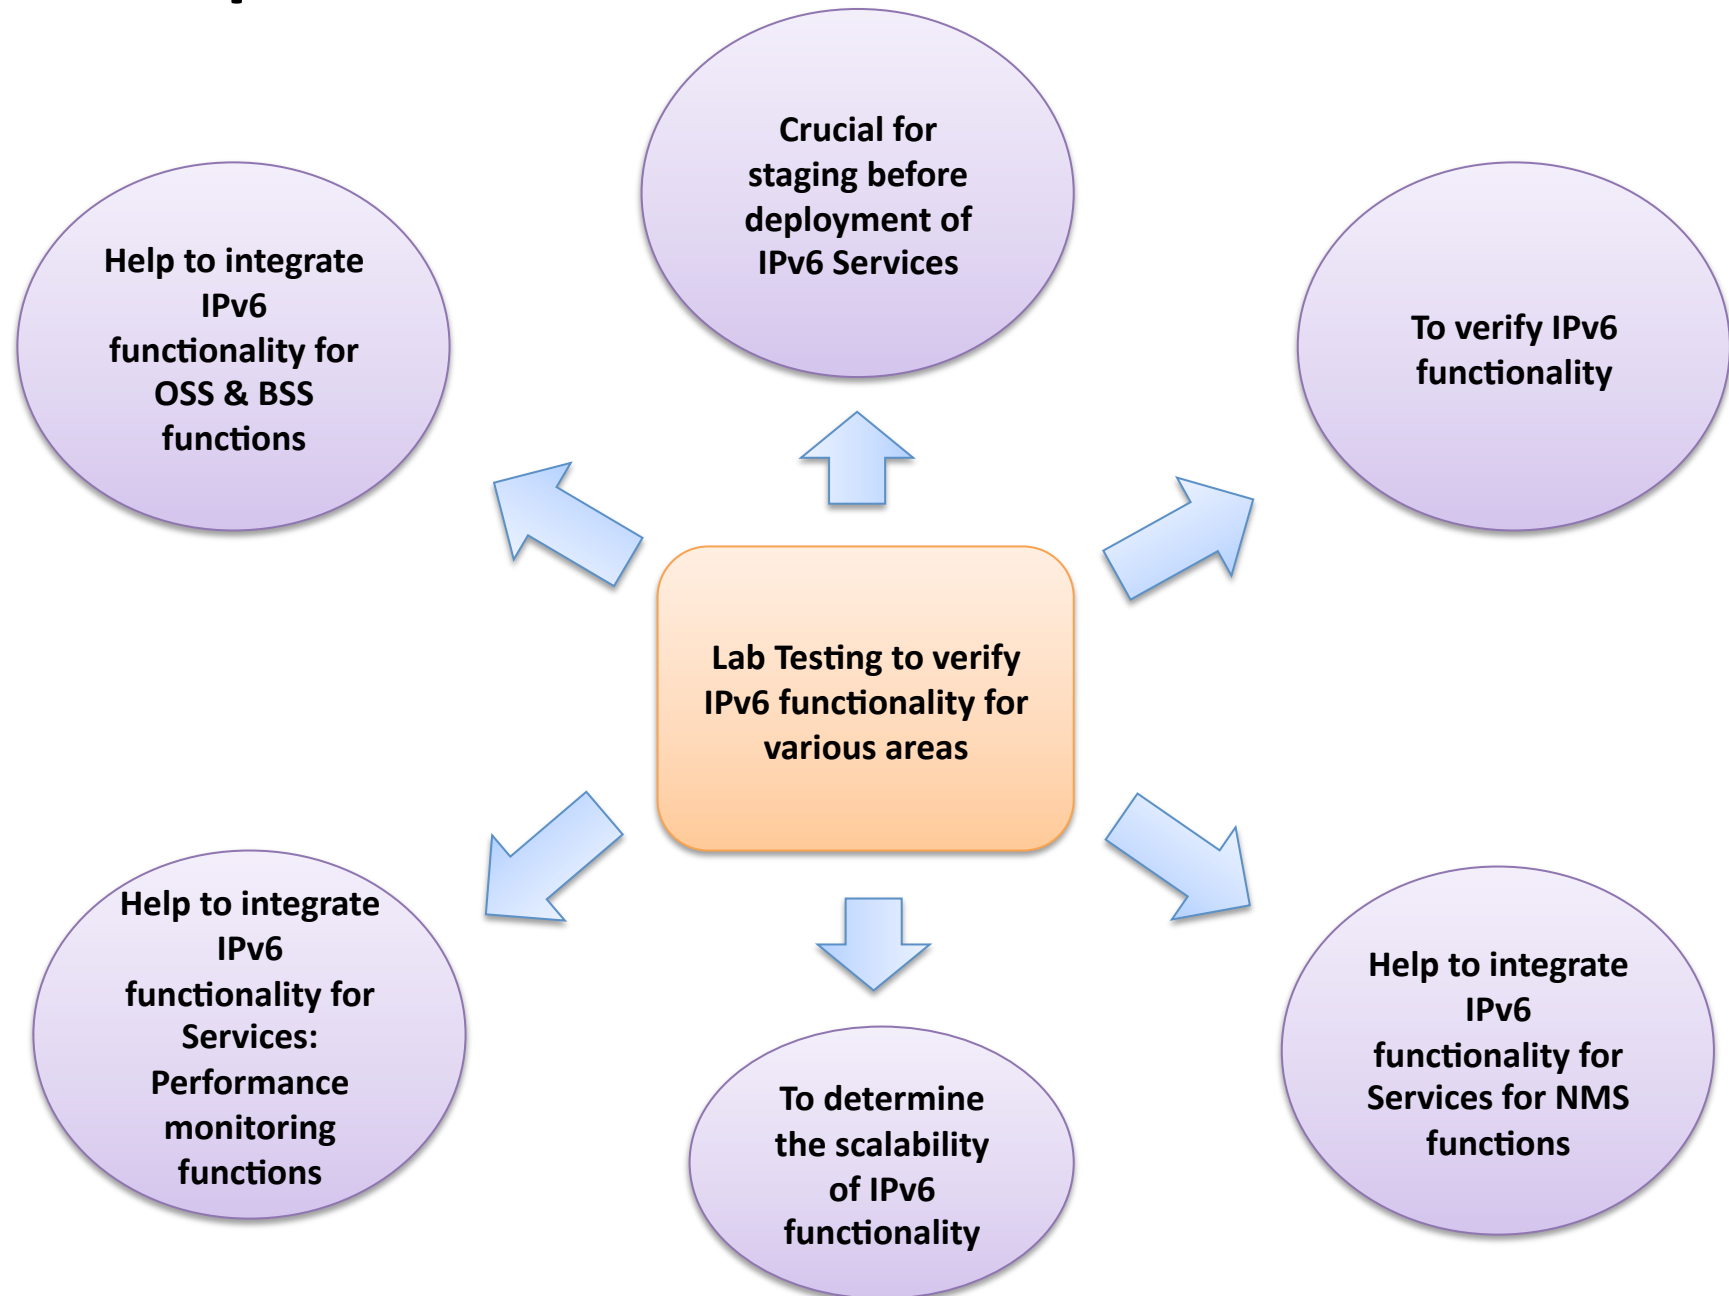 Crucial for
staging before
deployment of
IPv6 Services
Help to integrate
IPv6
functionality for
OSS & BSS
functions
To verify IPv6
functionality
Lab Testing to verify
IPv6 functionality for
various areas
Help to integrate
IPv6
functionality for
Services:
Performance
monitoring
functions
To determine
the scalability
of IPv6
functionality
Help to integrate
IPv6
functionality for
Services for NMS
functions